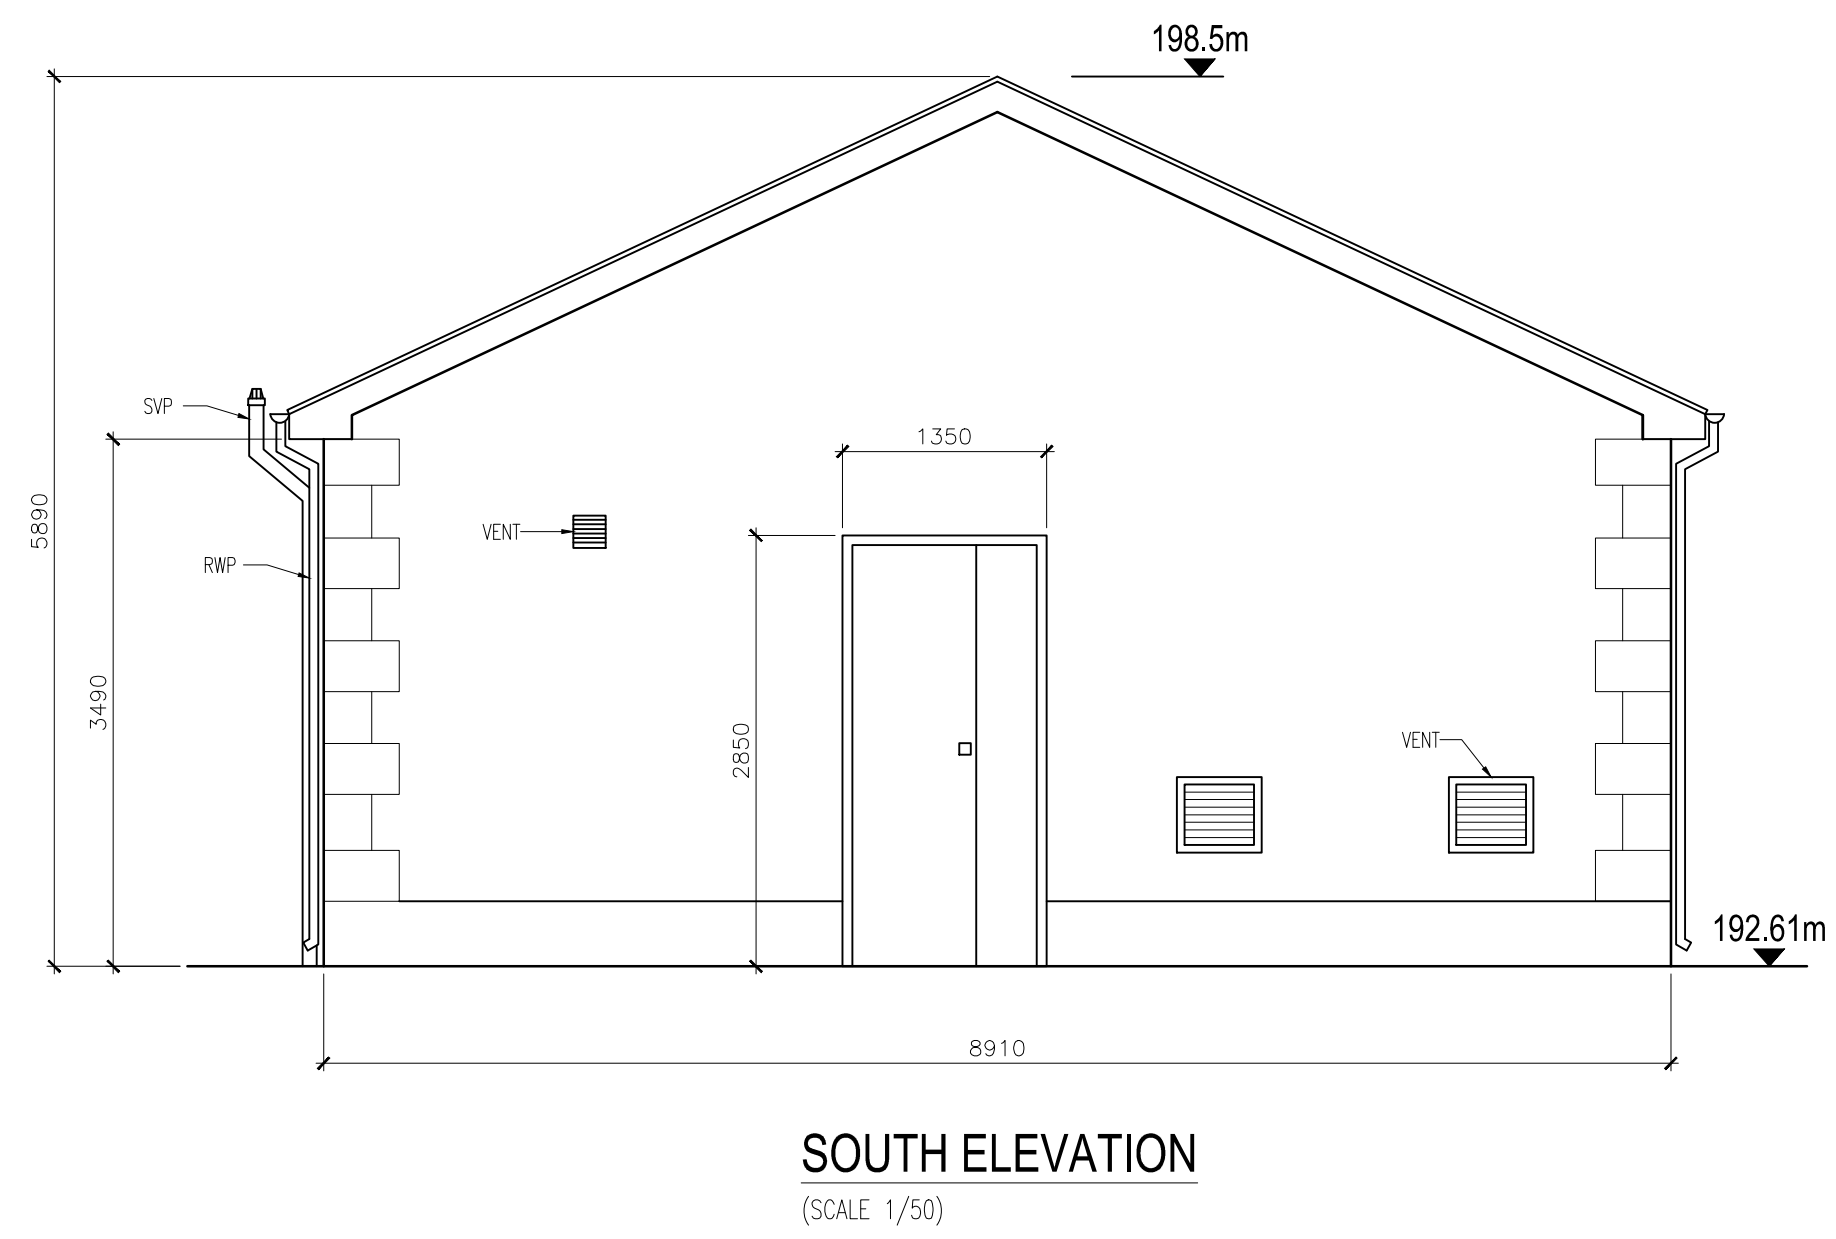 198.5m
SVP
1350
5890
VENT
RWP
3490
2850
VENT
192.61m
8910
SOUTH ELEVATION
(SCALE 1/50)